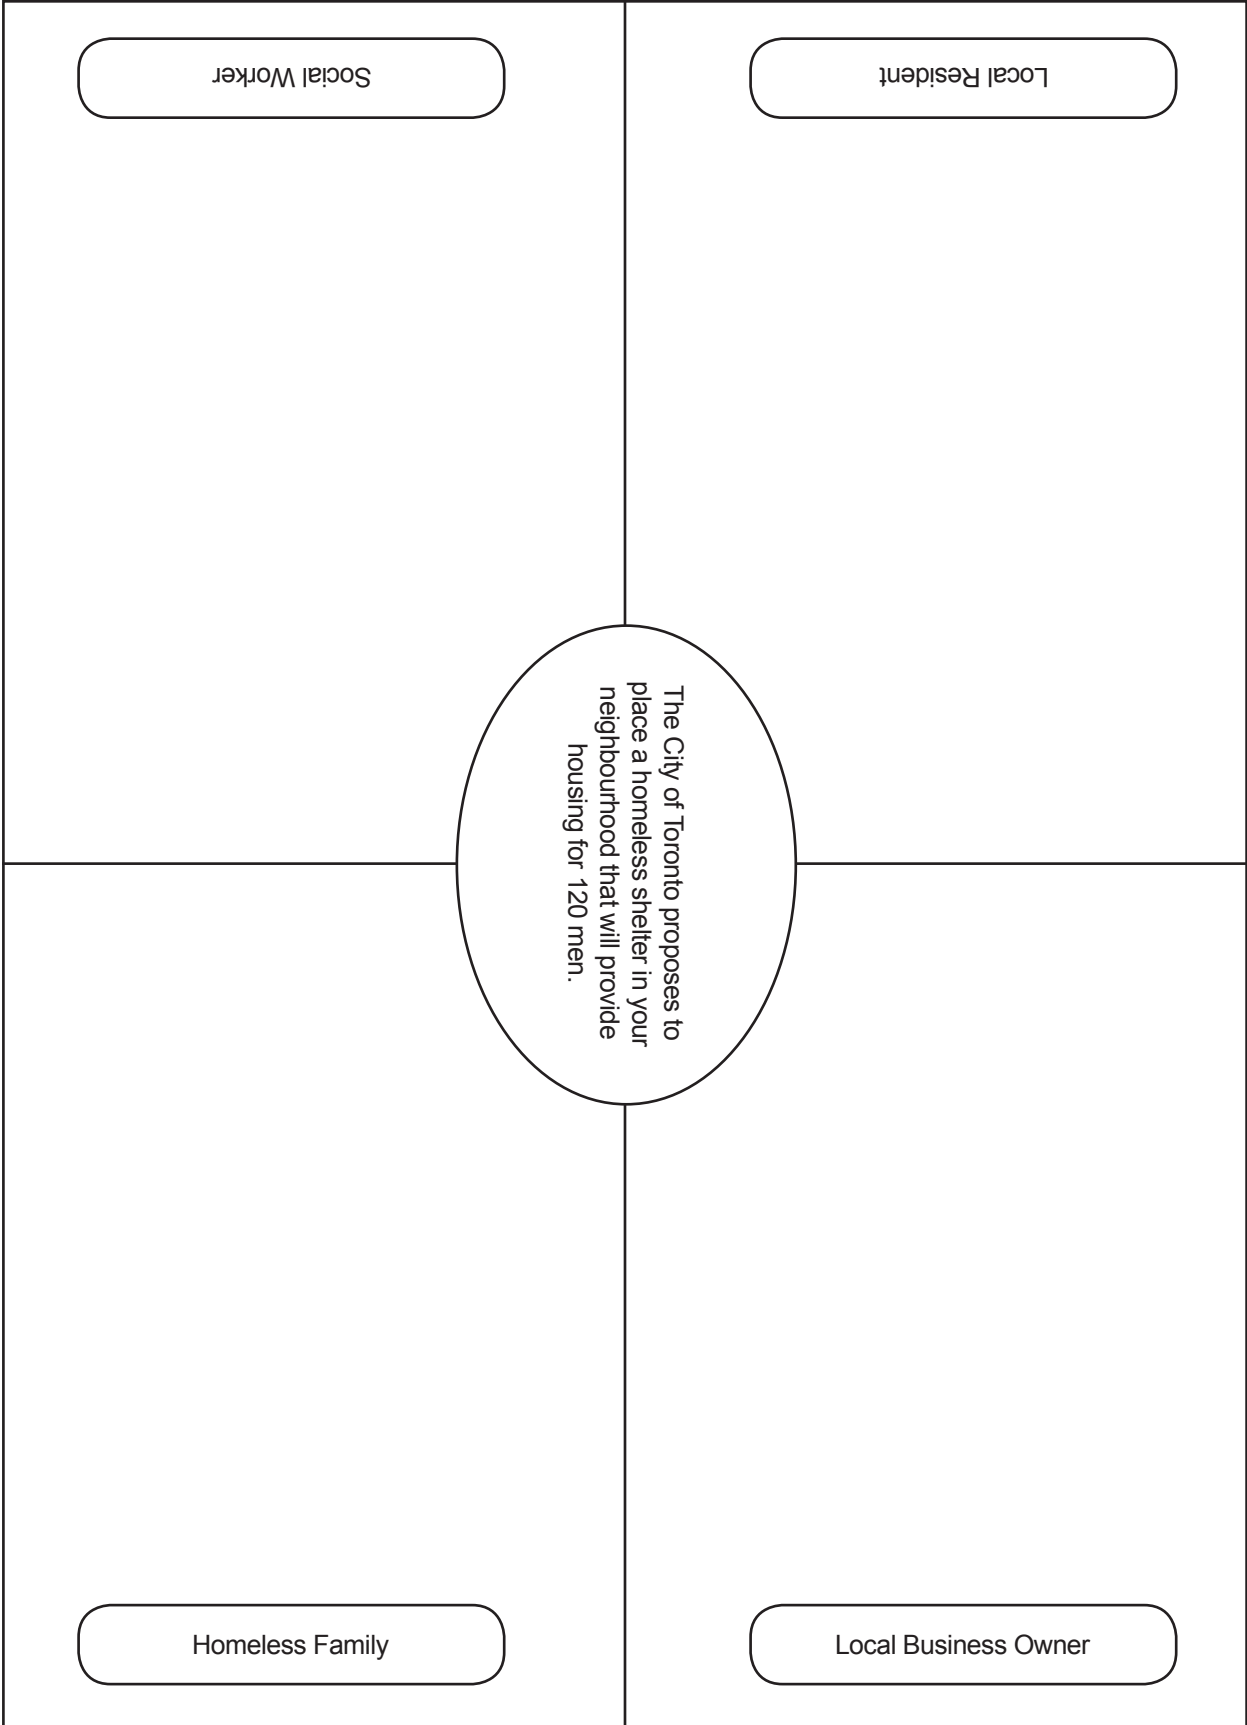 Social Worker
Local Resident
The City of Toronto proposes to
place a homeless shelter in your
neighbourhood that will provide
housing for 120 men.
Homeless Family
Local Business Owner